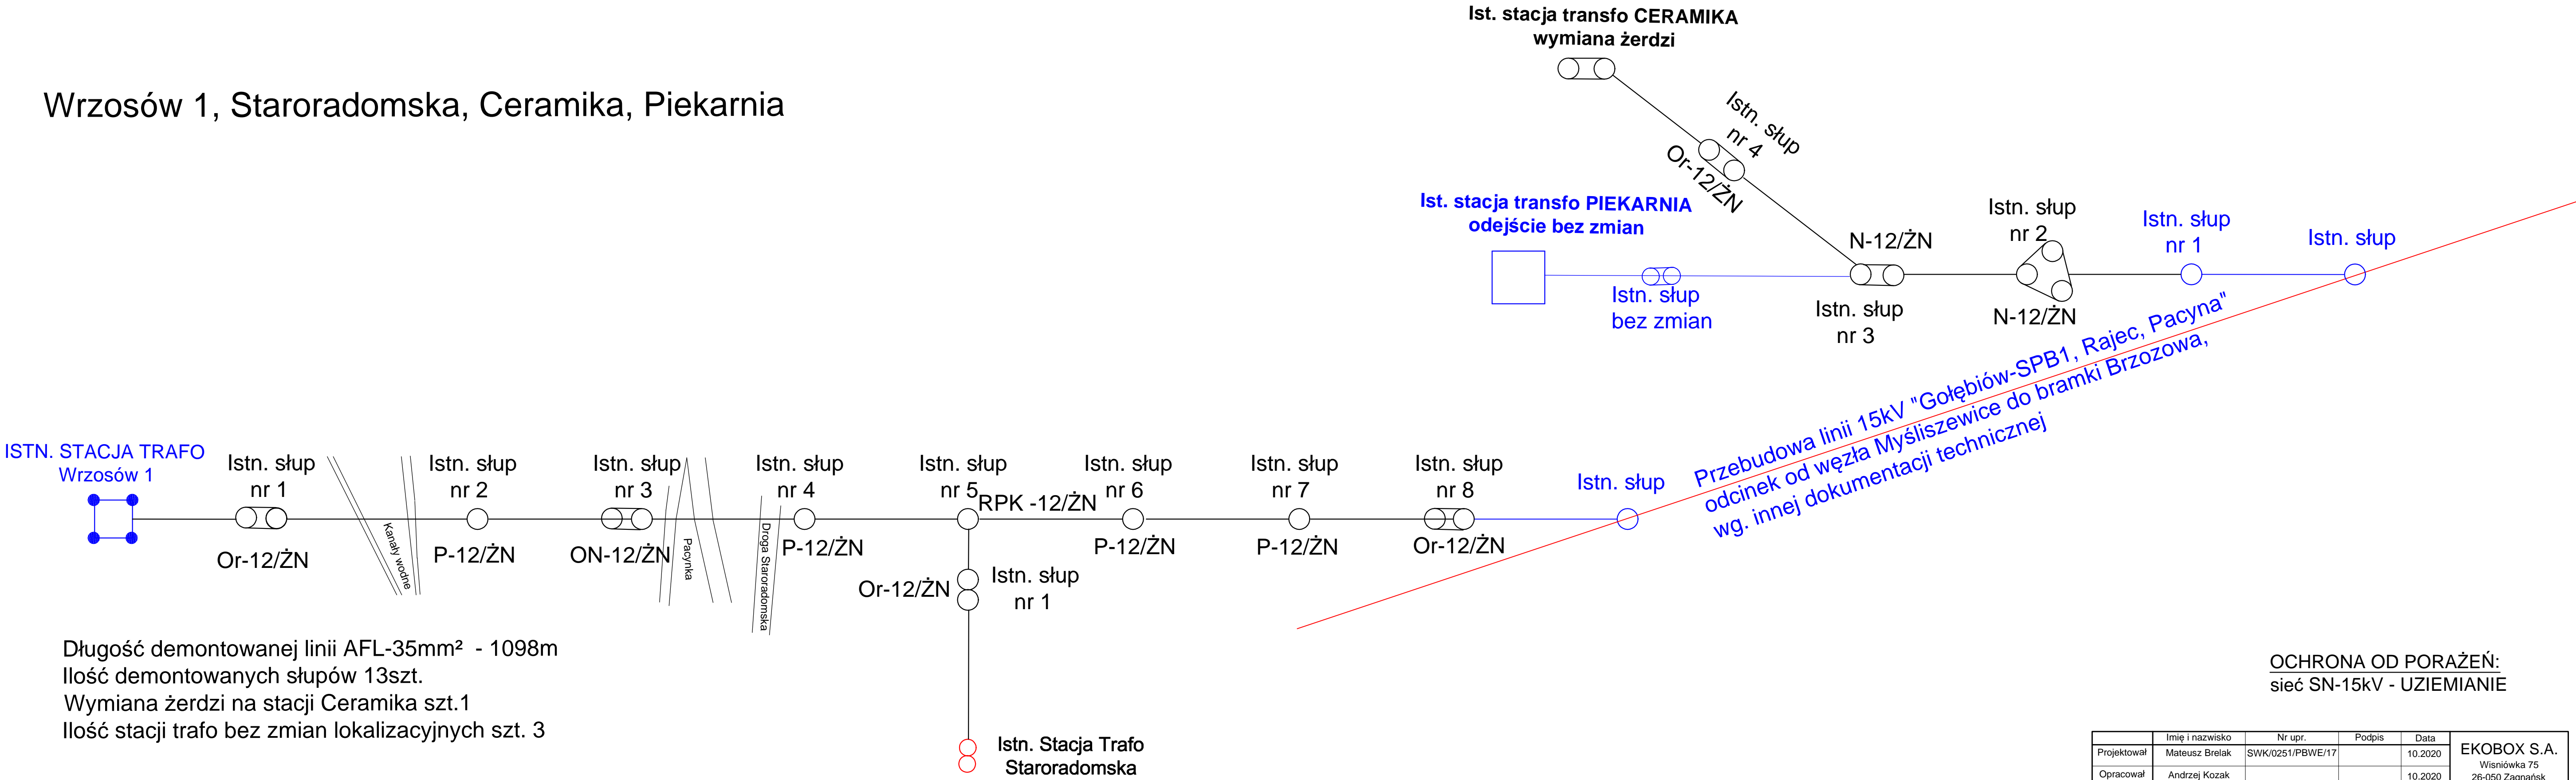 Ist. stacja transfo CERAMIKA
wymiana żerdzi
Wrzosów 1, Staroradomska, Ceramika, Piekarnia
Istn. słup
nr 4
Or-12/ŻN
Ist. stacja transfo PIEKARNIA
odejście bez zmian
Istn. słup
bez zmian
N-12/ŻN
Istn. słup
nr 3
Istn. słup
nr 2
N-12/ŻN
Istn. słup
nr 1
Istn. słup
Przebudowa linii 15kV "Gołębiów-SPB1, Rajec, Pacyna"
odcinek od węzła Myśliszewice do bramki Brzozowa,
wg. innej dokumentacji technicznej
ISTN. STACJA TRAFO
Wrzosów 1
Istn. słup
nr 1
Or-12/ŻN
Kanały wodne
Istn. słup
nr 2
P-12/ŻN
Istn. słup
nr 3
ON-12/ŻN
Pacynka
Droga Staroradomska
Istn. słup
nr 4
P-12/ŻN
Istn. słup
nr 5
RPK -12/ŻN
Istn. słup
nr 6
P-12/ŻN
Istn. słup
nr 7
P-12/ŻN
Istn. słup
nr 8
Or-12/ŻN
Istn. słup
Or-12/ŻN
Istn. słup
nr 1
Istn. Stacja Trafo
Staroradomska
Długość demontowanej linii AFL-35mm² - 1098m
Ilość demontowanych słupów 13szt.
Wymiana żerdzi na stacji Ceramika szt.1
Ilość stacji trafo bez zmian lokalizacyjnych szt. 3
OCHRONA OD PORAŻEŃ:
sieć SN-15kV - UZIEMIANIE
Imię i nazwisko Nr upr. Podpis Data
Projektował Mateusz Brelak SWK/0251/PBWE/17 10.2020
Opracował Andrzej Kozak 10.2020
EKOBOX S.A.
Wisniówka 75
26-050 Zagnańsk